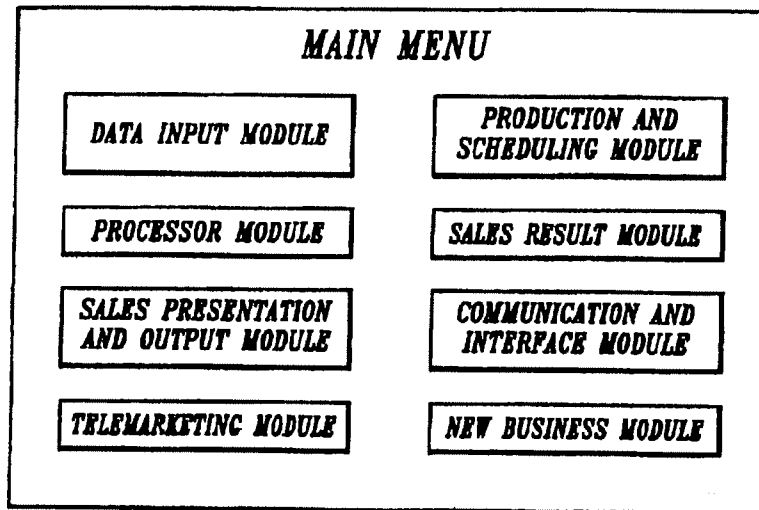 MAIN MENU
DATA INPUT MODULE
PRODUCTION AND
SCHEDULING MODULE
PROCESSOR MODULE
SALES RESULT MODULE
SALES PRESENTATION
AND OUTPUT MODULE
COMMUNICATION AND
INTERFACE MODULE
TELEMARKETING MODULE
NEW BUSINESS MODULE